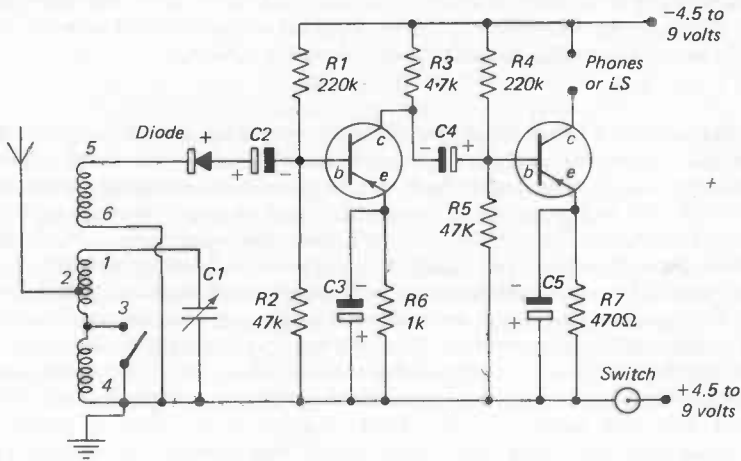 −4.5 to
9 volts
R1
220k
R3
4·7k
R4
220k
Phones
or LS
Diode
+
C2
+
−
c
b
e
−
C4
+
c
b
e
+
5
6
1
2
3
4
C1
R2
47k
C3
−
+
R6
1k
R5
47K
C5
−
+
R7
470Ω
Switch
+4.5 to
9 volts